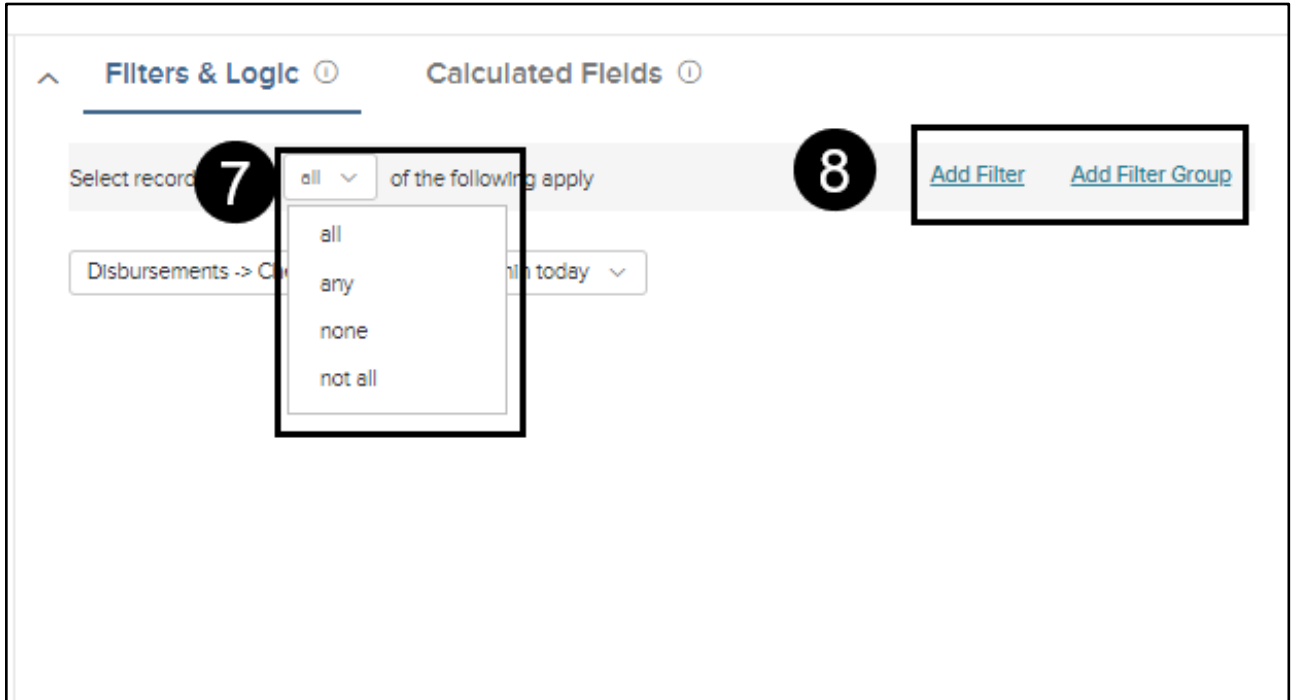 Filters & Logic Calculated Fields
Select record 7 all of the following apply 8 Add Filter Add Filter Group
Disbursements -> today
all
any
none
not all